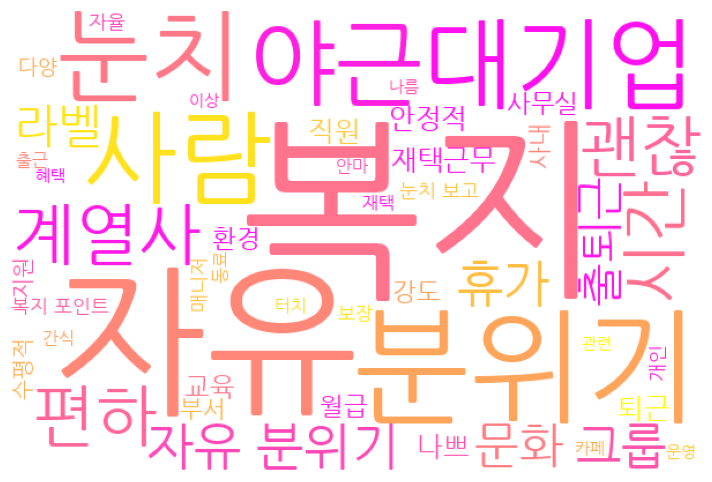 자율
눈치
야근
대기업
다양
나름
이상
사무실
라벨
사람
직원
안정적
사내
괜찮
출근
혜택
안마
재택근무
복지
재택
눈치 보고
출퇴근
시간
계열사
환경
지원
매니저
동료
자유
분위기
강도
휴가
복지 포인트
터치
보장
간식
수평적
관련
개인
편하
교육
부서
월급
퇴근
자유 분위기
나쁘
문화
카페
그룹
운영